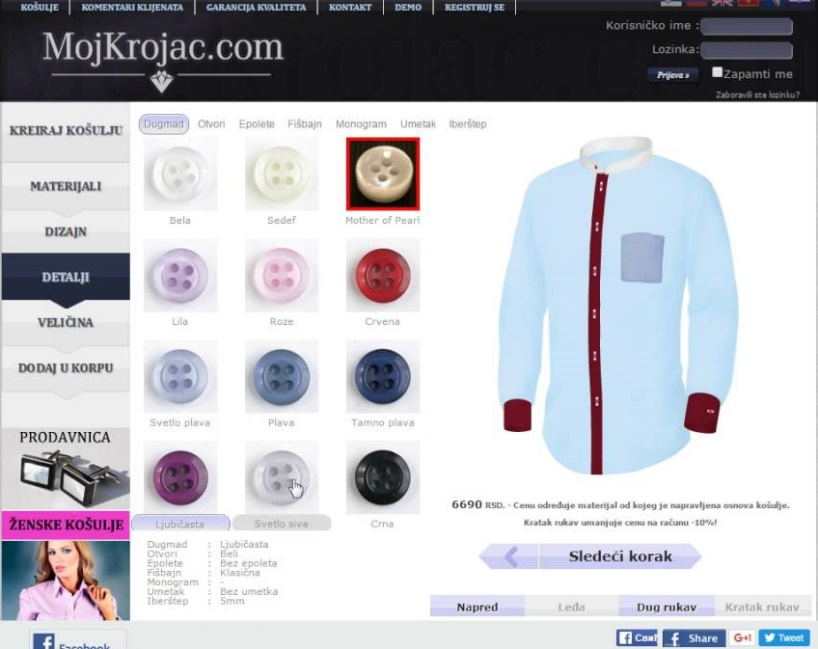 KOŠULJE
KOMENTARI KLIJENATA
GARANCIJA KVALITETA
KONTAKT
DEMO
REGISTRUJ SE
MojKrojac.com
Korisničko ime :
Lozinka:
Prijava »
Zapamti me
Zaboravili ste lozinku?
KREIRAJ KOŠULJU
MATERIJALI
DIZAJN
DETALJI
VELIČINA
DODAJ U KORPU
PRODAVNICA
ŽENSKE KOŠULJE
Facebook
Dugmad Otvori Epolete Fišbajn Monogram Umetak Iberštep
Bela Sedef Mother of Pearl
Lila Roze Crvena
Svetlo plava Plava Tamno plava
Ljubičasta Svetlo siva Crna
Dugmad : Ljubičasta
Otvori : Beli
Epolete : Bez epoleta
Fišbajn : Klasična
Monogram : -
Umetak : Bez umetka
Iberštep : 5mm
6690 RSD. - Cenu određuje materijal od kojeg je napravljena osnova košulje.
Kratak rukav umanjuje cenu na računu -10%!
Sledeći korak
Napred Leđa Dug rukav Kratak rukav
Share
G+1
Tweet